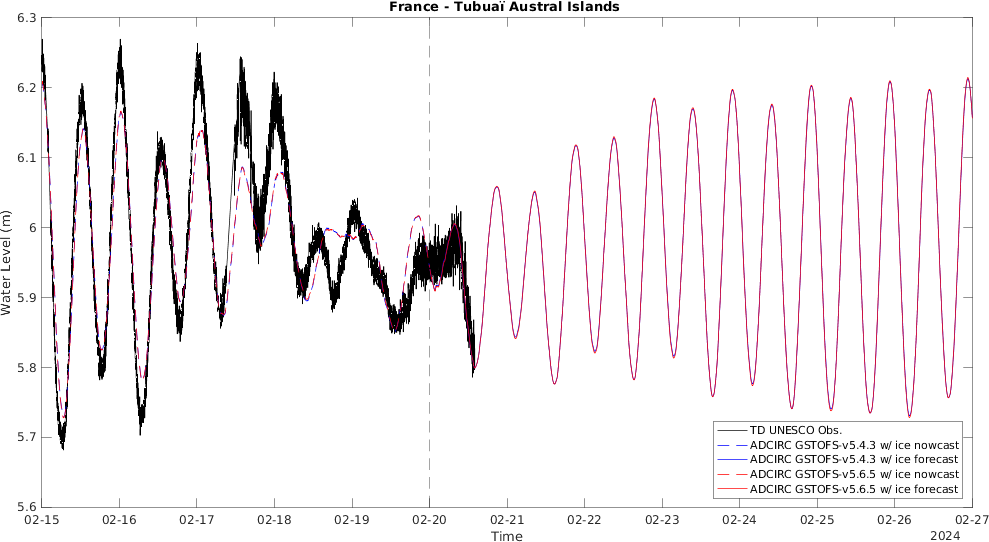 France - Tubuaï Austral Islands
6.3
6.2
6.1
6
5.9
5.8
5.7
5.6
Water Level (m)
TD UNESCO Obs.
ADCIRC GSTOFS-v5.4.3 w/ ice nowcast
ADCIRC GSTOFS-v5.4.3 w/ ice forecast
ADCIRC GSTOFS-v5.6.5 w/ ice nowcast
ADCIRC GSTOFS-v5.6.5 w/ ice forecast
02-15 02-16 02-17 02-18 02-19 02-20 02-21 02-22 02-23 02-24 02-25 02-26 02-27
Time
2024